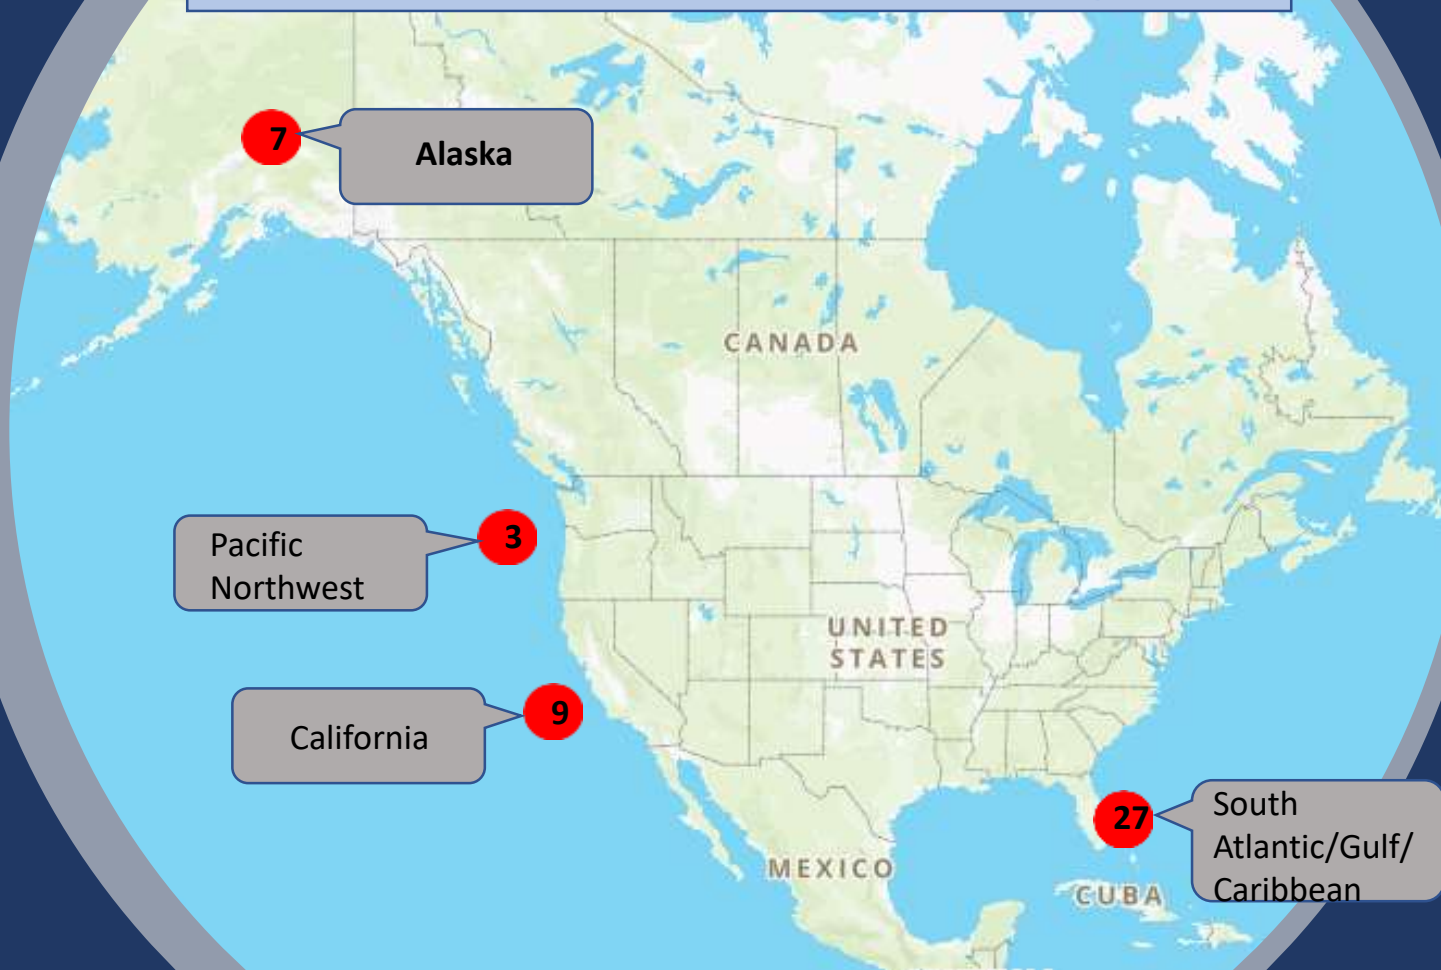 7
Alaska
CANADA
3
Pacific
Northwest
UNITED
STATES
9
California
27
South
Atlantic/Gulf/
Caribbean
MEXICO
CUBA